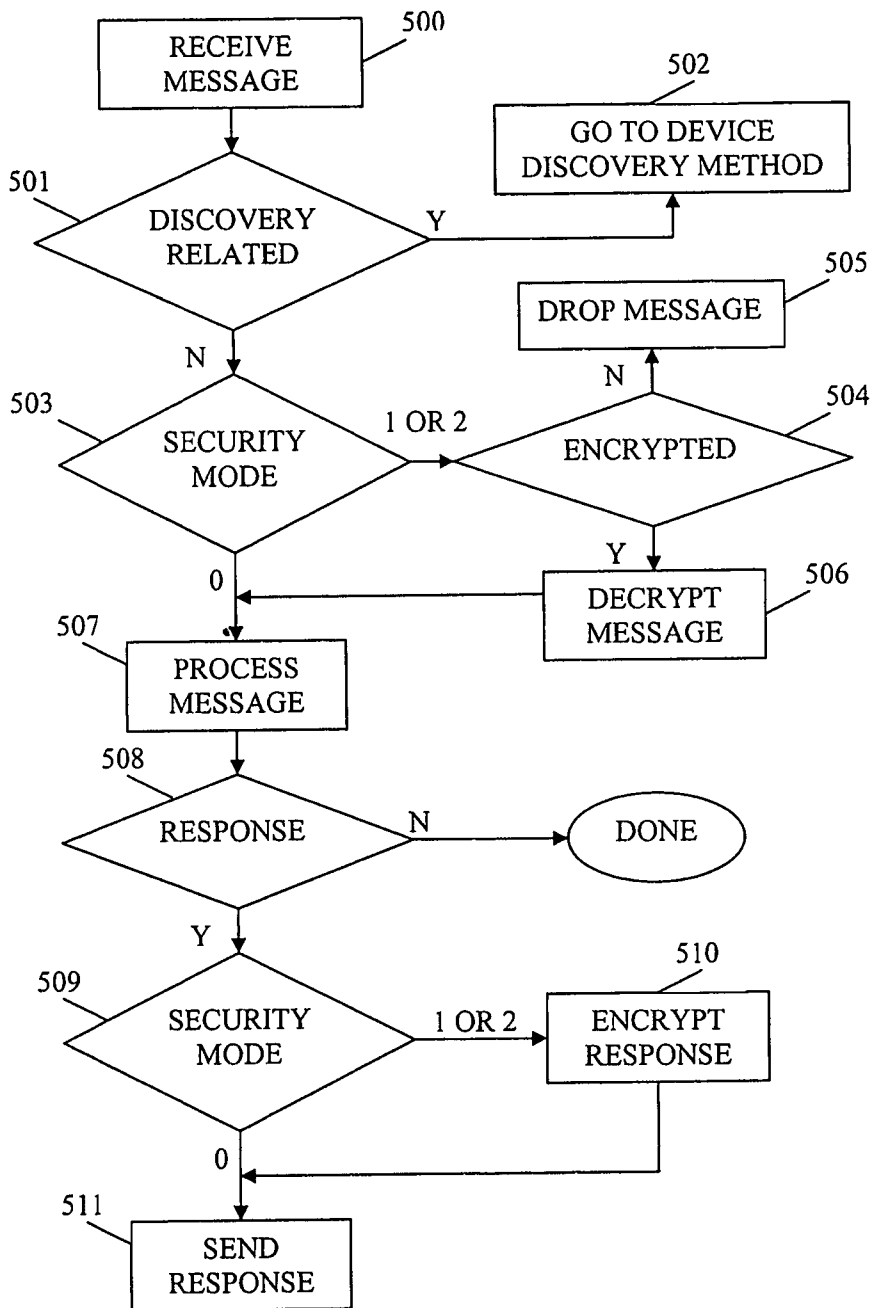 500
RECEIVE
MESSAGE
502
GO TO DEVICE
DISCOVERY METHOD
501
DISCOVERY
RELATED
Y
505
DROP MESSAGE
N
N
503
504
1 OR 2
SECURITY
MODE
ENCRYPTED
Y
0
506
DECRYPT
MESSAGE
507
PROCESS
MESSAGE
508
RESPONSE
N
DONE
Y
510
509
SECURITY
MODE
1 OR 2
ENCRYPT
RESPONSE
0
511
SEND
RESPONSE